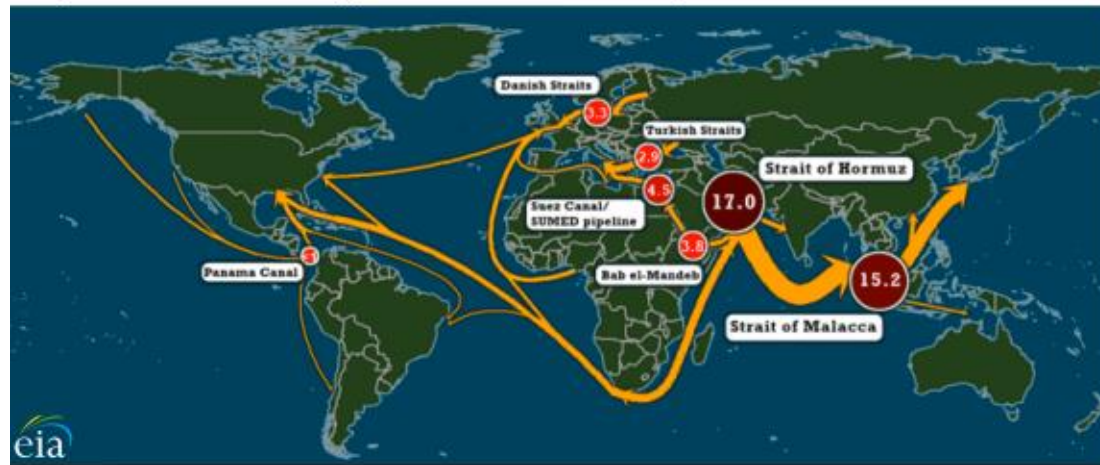 Danish Straits
3.3
Turkish Straits
2.9
Strait of Hormuz
17.0
4.5
Suez Canal/
SUMED pipeline
3.8
Bab el-Mandeb
Panama Canal
15.2
Strait of Malacca
eia